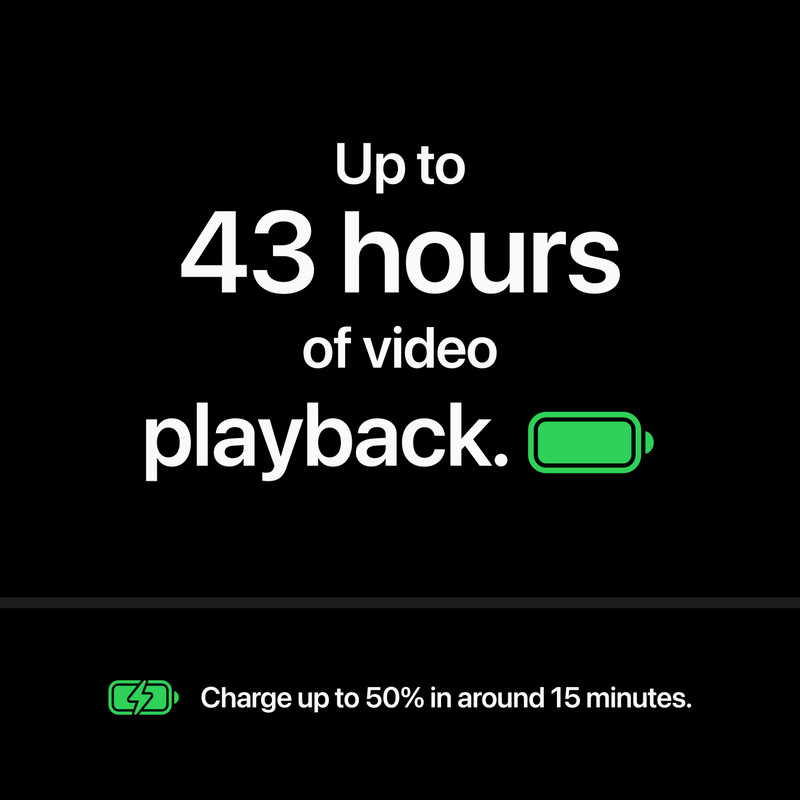 Up to
43 hours
of video
playback.
Charge up to 50% in around 15 minutes.